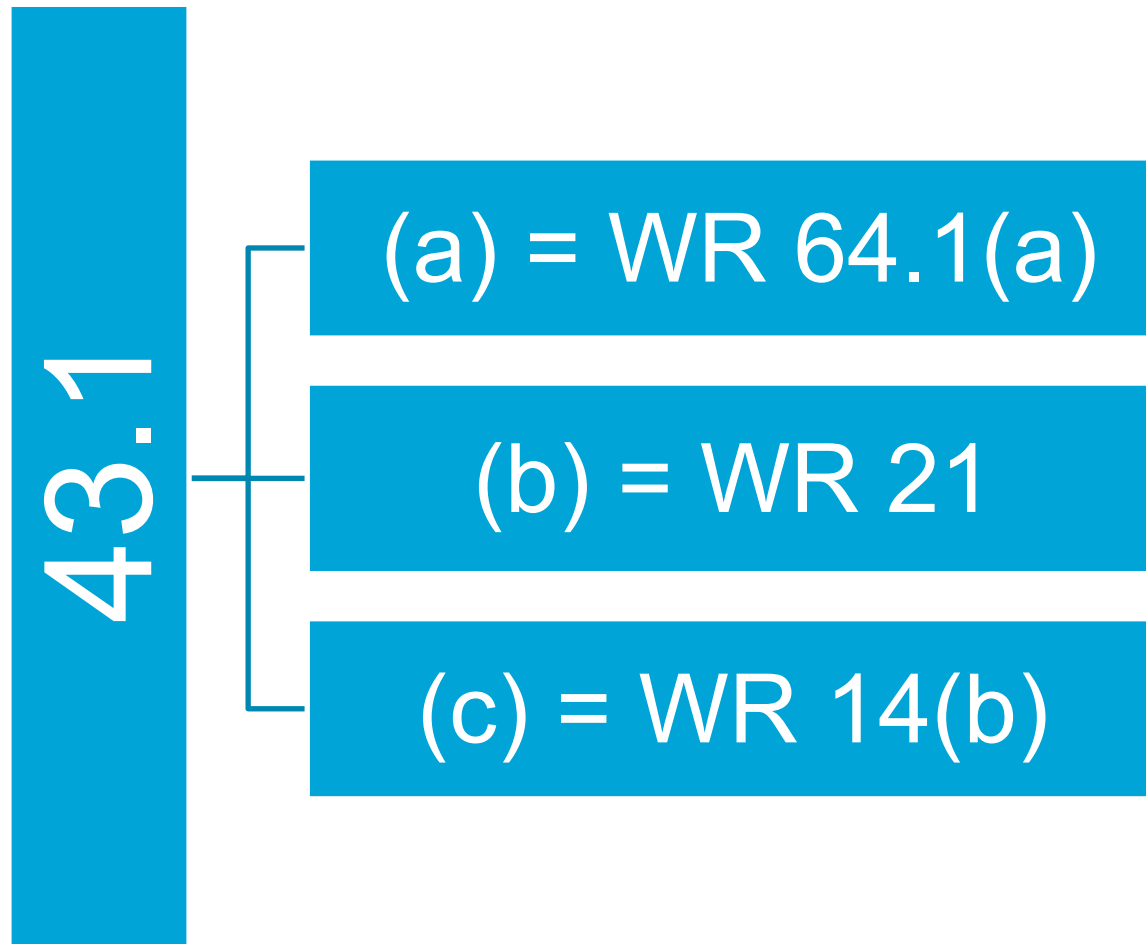 43.1
(a) = WR 64.1(a)
(b) = WR 21
(c) = WR 14(b)